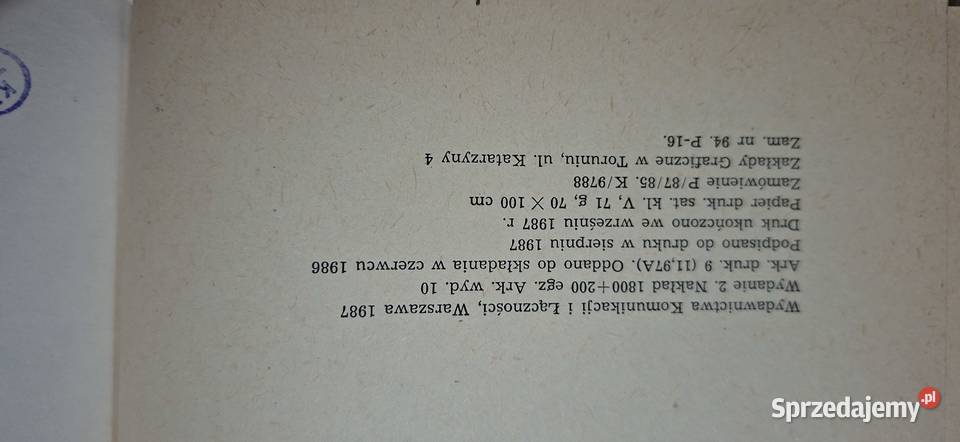 Wydawnictwa Komunikacji i Łączności, Warszawa 1987
Wydanie 2. Nakład 1800+200 egz. Ark. wyd. 10
Ark. druk. 9 (11,97A). Oddano do składania w czerwcu 1986
Podpisano do druku w sierpniu 1987
Druk ukończono we wrześniu 1987 r.
Papier druk. sat. kl. V, 71 g, 70 × 100 cm
Zamówienie P/87/85. K/9788
Zakłady Graficzne w Toruniu, ul. Katarzyny 4
Zam. nr 94. P-16.
Sprzedajemy.pl